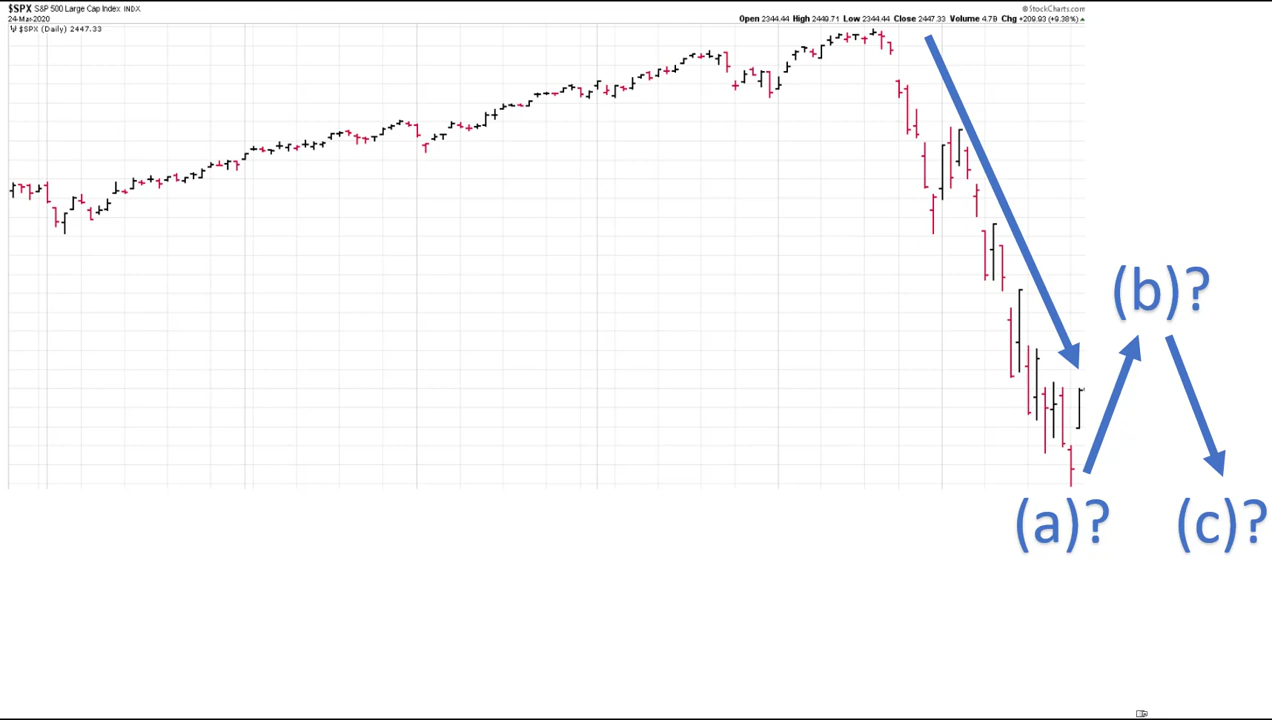 $SPX S&P 500 Large Cap Index INDX
© StockCharts.com
24-Mar-2020
Open 2344.44 High 2449.71 Low 2344.44 Close 2447.33 Volume 4.7B Chg +209.93 (+9.38%) ▲
$SPX (Daily) 2447.33
(b)?
(a)?
(c)?